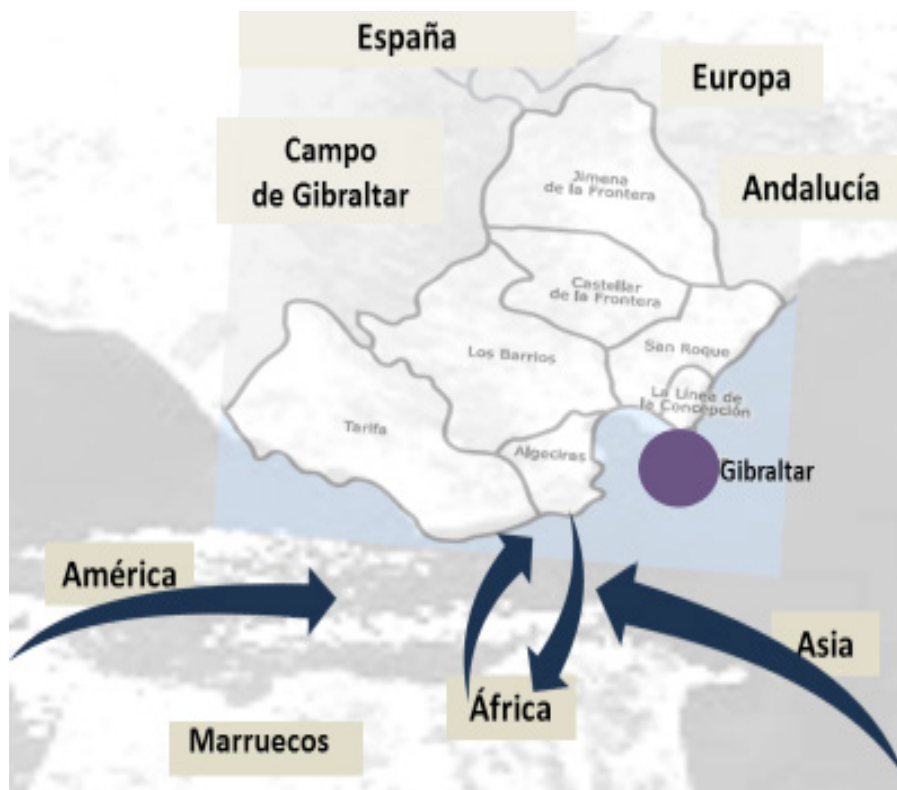 España
Europa
Campo
de Gibraltar
Jimena
de la Frontera
Andalucía
Castellar
de la Frontera
San Roque
Los Barrios
La Línea de
la Concepción
Tarifa
Algeciras
Gibraltar
América
Asia
África
Marruecos